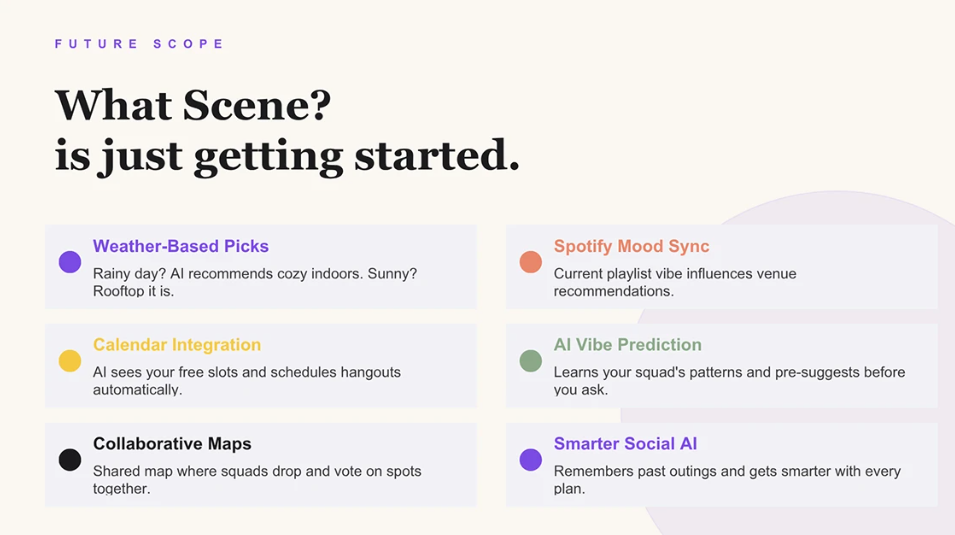 FUTURE SCOPE
What Scene?
is just getting started.
Weather-Based Picks
Rainy day? AI recommends cozy indoors. Sunny?
Rooftop it is.
Spotify Mood Sync
Current playlist vibe influences venue
recommendations.
Calendar Integration
AI sees your free slots and schedules hangouts
automatically.
AI Vibe Prediction
Learns your squad's patterns and pre-suggests before
you ask.
Collaborative Maps
Shared map where squads drop and vote on spots
together.
Smarter Social AI
Remembers past outings and gets smarter with every
plan.